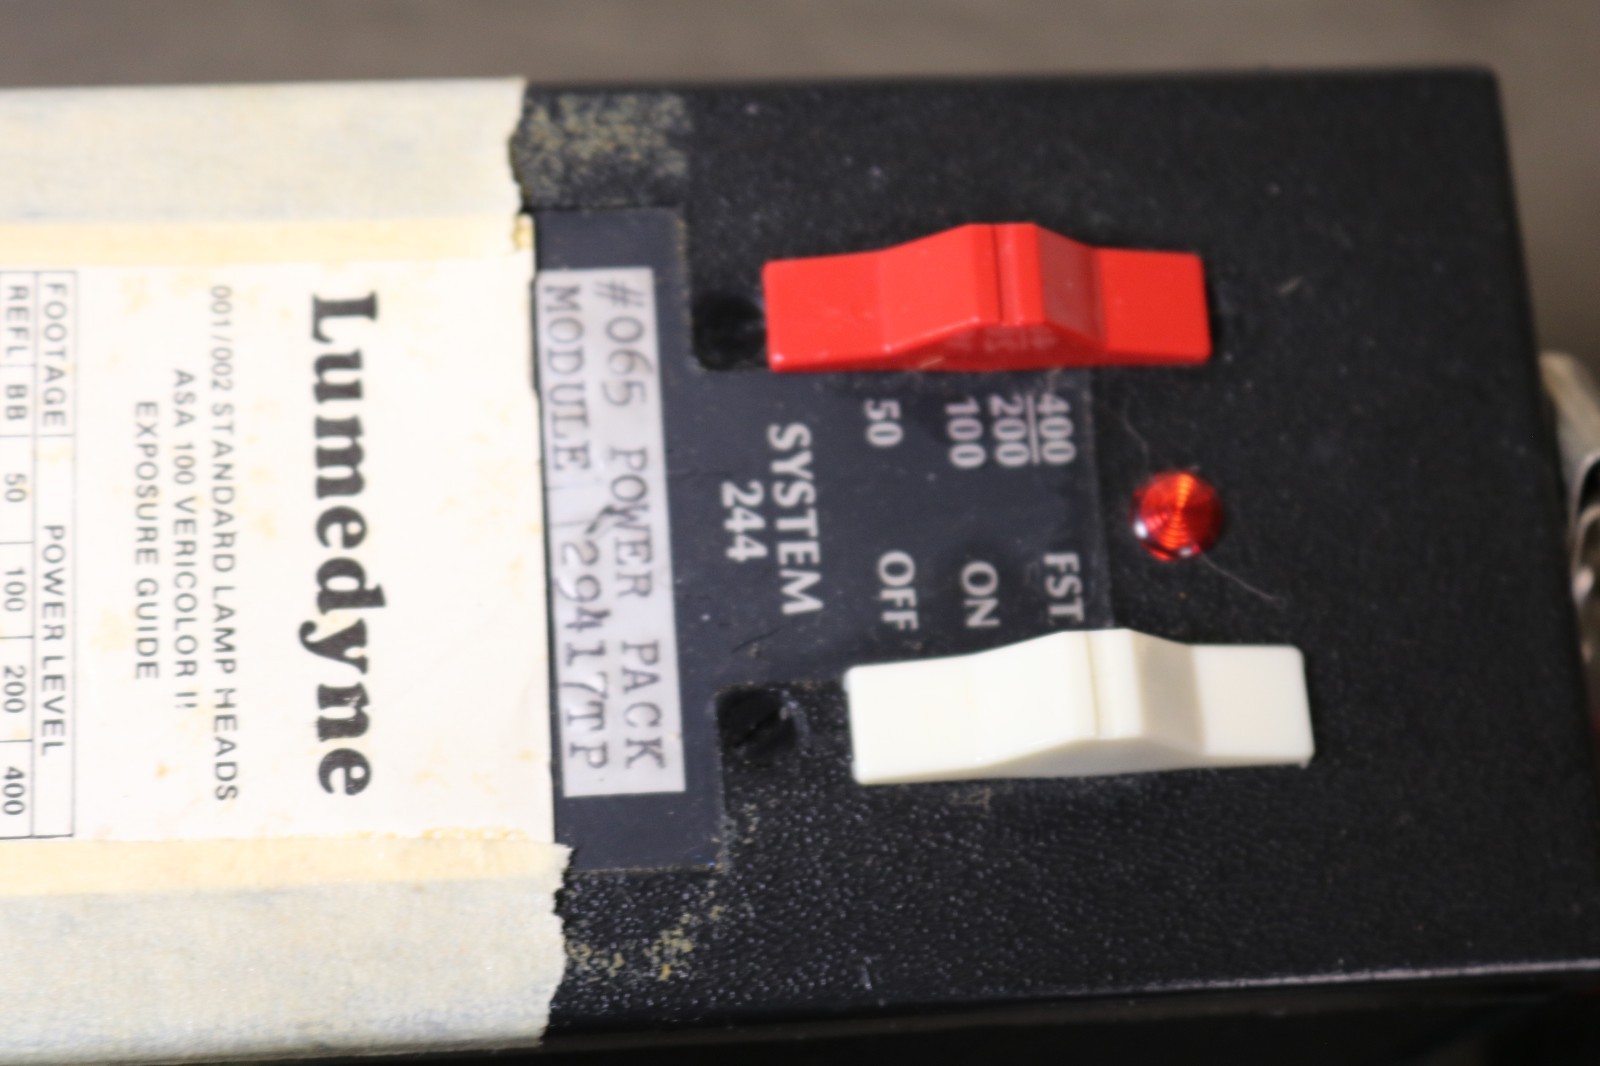 400
200
100
50
FST
ON
OFF
SYSTEM
244
#065 POWER PACK
MODULE 29417TP
Lumedyne
001/002 STANDARD LAMP HEADS
ASA 100 VERICOLOR II
EXPOSURE GUIDE
FOOTAGE POWER LEVEL
REFL BB 50 100 200 400